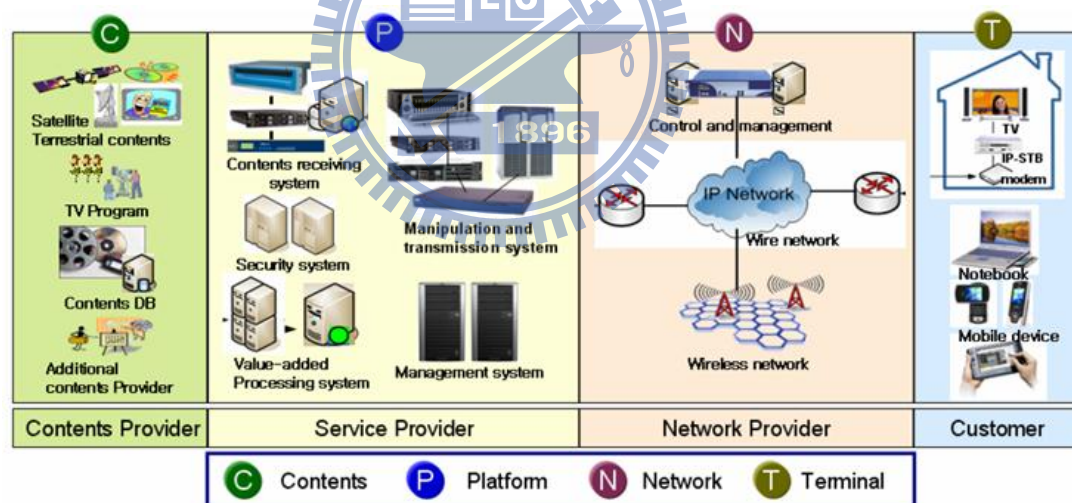 C
P
N
T
Satellite
Terrestrial contents
TV Program
Contents DB
Additional
contents Provider
Contents receiving
system
Security system
Value-added
Processing system
1896
Manipulation and
transmission system
Management system
Control and management
IP Network
Wire network
Wireless network
TV
IP-STB
modem
Notebook
Mobile device
Contents Provider
Service Provider
Network Provider
Customer
C Contents
P Platform
N Network
T Terminal